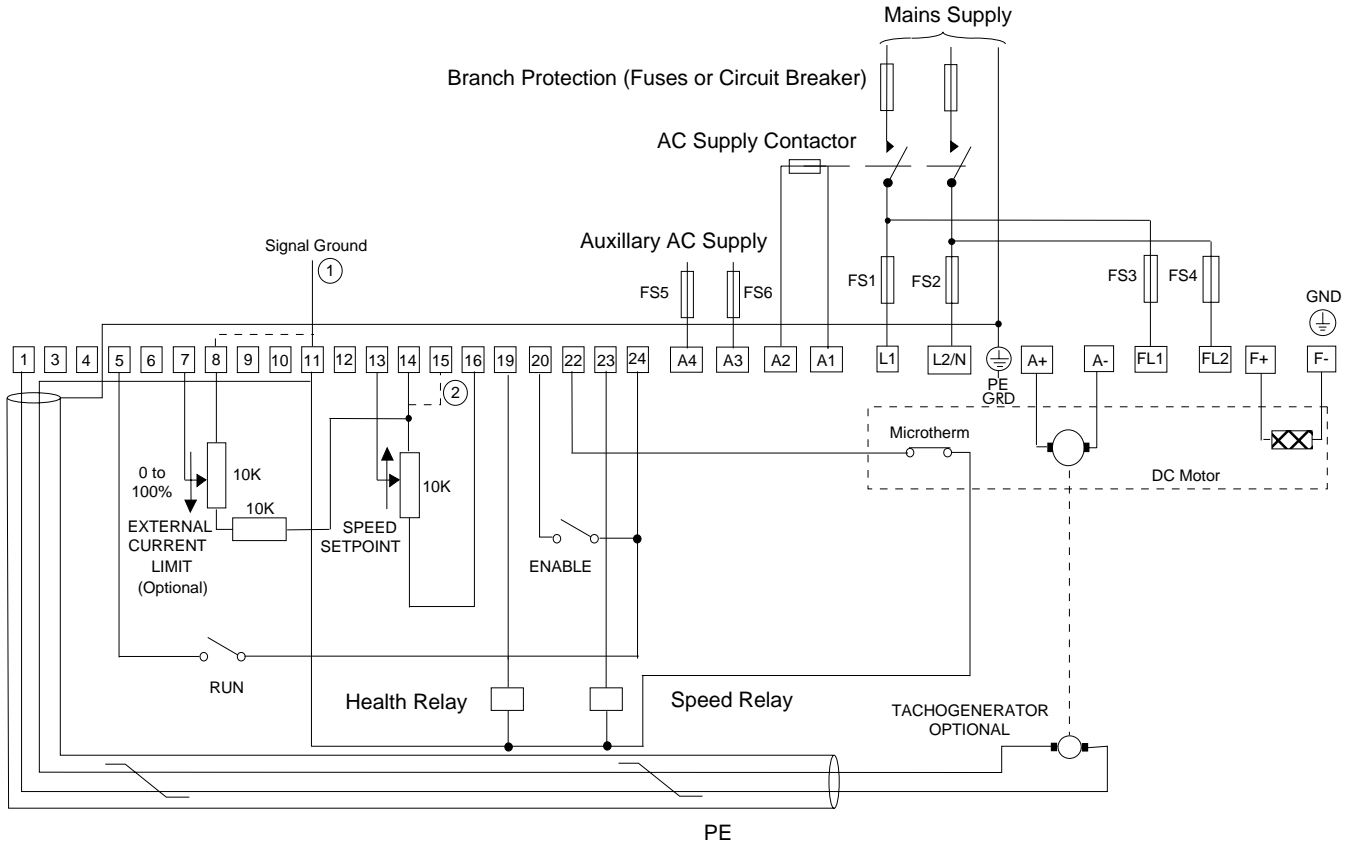 Mains Supply
Branch Protection (Fuses or Circuit Breaker)
AC Supply Contactor
Signal Ground
1
Auxillary AC Supply
FS5
FS6
FS1
FS2
FS3
FS4
GND
1 3 4 5 6 7 8 9 10 11 12 13 14 15 16 19 20 22 23 24 A4 A3 A2 A1 L1 L2/N A+ A- FL1 FL2 F+ F-
PE
GRD
2
Microtherm
DC Motor
0 to
100%
10K
10K
10K
EXTERNAL
CURRENT
LIMIT
(Optional)
SPEED
SETPOINT
ENABLE
RUN
Health Relay
Speed Relay
TACHOGENERATOR
OPTIONAL
PE